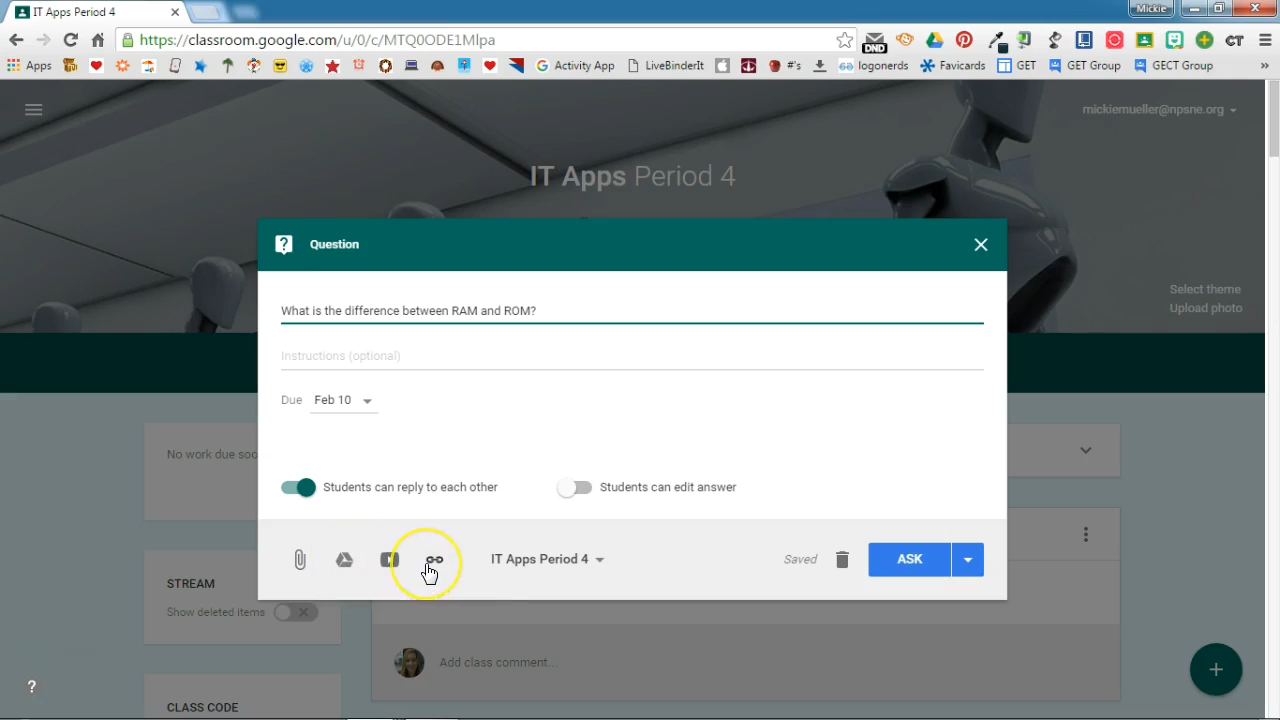 IT Apps Period 4
Mickie
https://classroom.google.com/u/0/c/MTQ0ODE1Mlpa
DND
CT
Apps
Activity App
LiveBinderIt
#'s
logonerds
Favicards
GET
GET Group
GECT Group
»
mickiemueller@npsne.org
IT Apps Period 4
Select theme
Upload photo
Question
What is the difference between RAM and ROM?
Instructions (optional)
Due Feb 10
No work due soo
Students can reply to each other
Students can edit answer
IT Apps Period 4
Saved
ASK
STREAM
Show deleted items
Add class comment...
CLASS CODE